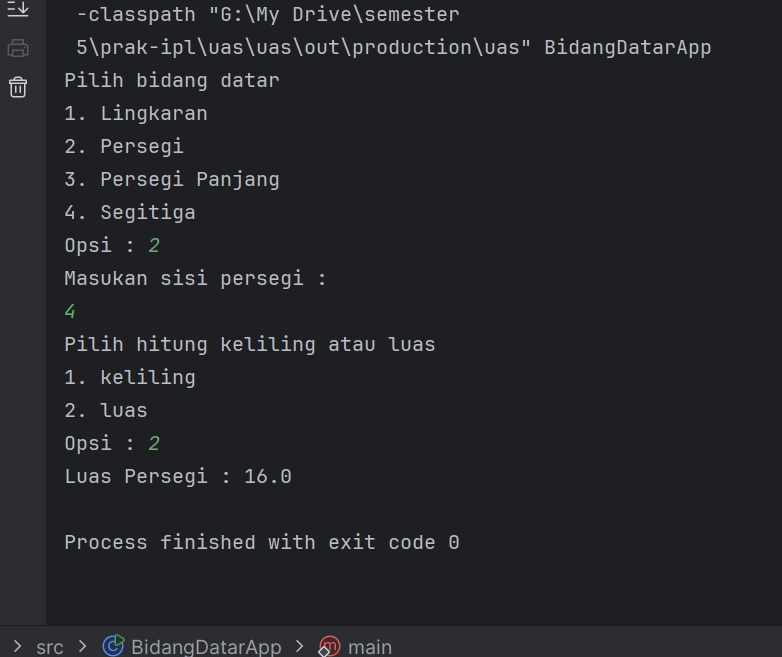 -classpath "G:\My Drive\semester
5\prak-ipl\uas\uas\out\production\uas" BidangDatarApp
Pilih bidang datar
1. Lingkaran
2. Persegi
3. Persegi Panjang
4. Segitiga
Opsi : 2
Masukan sisi persegi :
4
Pilih hitung keliling atau luas
1. keliling
2. luas
Opsi : 2
Luas Persegi : 16.0
Process finished with exit code 0
> src > BidangDatarApp > main